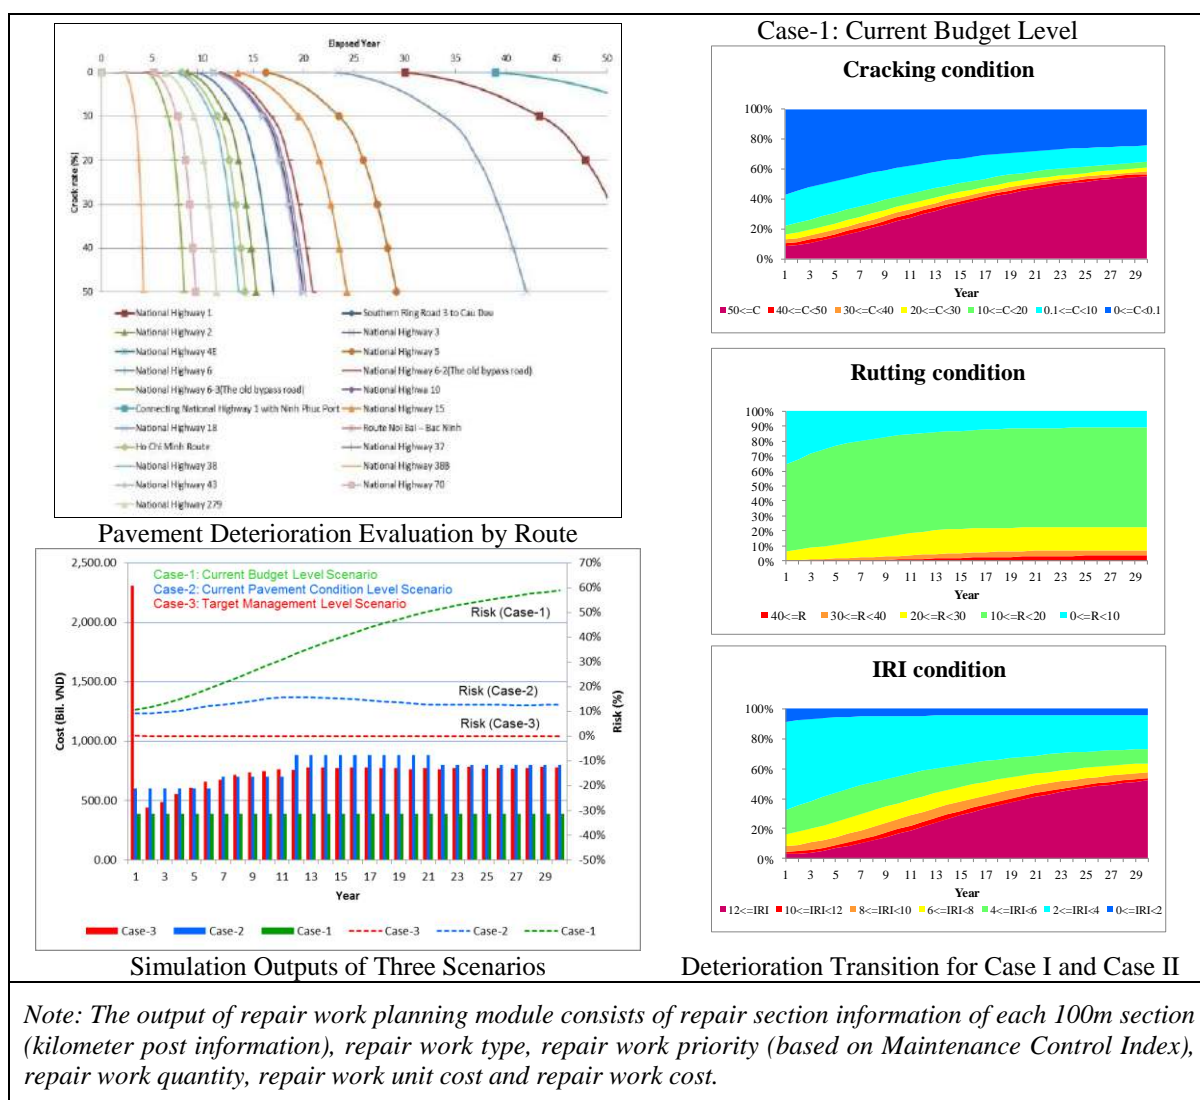 Elapsed Year
0 5 10 15 20 25 30 35 40 45 50
Crack rate (%)
0
10
20
30
40
50
National Highway 1
Southern Ring Road 3 to Cau Dau
National Highway 2
National Highway 3
National Highway 4E
National Highway 5
National Highway 6
National Highway 6-2(The old bypass road)
National Highway 6-3(The old bypass road)
National Highwa 10
Connecting National Highway 1 with Ninh Phuc Port
National Highway 15
National Highway 18
Route Noi Bai – Bac Ninh
Ho Chi Minh Route
National Highway 37
National Highway 38
National Highway 38B
National Highway 43
National Highway 70
National Highway 279
Pavement Deterioration Evaluation by Route
2,500.00
2,000.00
1,500.00
1,000.00
500.00
0.00
Cost (Bil. VND)
Case-1: Current Budget Level Scenario
Case-2: Current Pavement Condition Level Scenario
Case-3: Target Management Level Scenario
Risk (Case-1)
Risk (Case-2)
Risk (Case-3)
70%
60%
50%
40%
30%
20%
10%
0%
-10%
-20%
-30%
-40%
-50%
Risk (%)
1 3 5 7 9 11 13 15 17 19 21 23 25 27 29
Year
Case-3 Case-2 Case-1 Case-3 Case-2 Case-1
Simulation Outputs of Three Scenarios
Case-1: Current Budget Level
Cracking condition
100%
80%
60%
40%
20%
0%
1 3 5 7 9 11 13 15 17 19 21 23 25 27 29
Year
50<=C 40<=C<50 30<=C<40 20<=C<30 10<=C<20 0.1<=C<10 0<=C<0.1
Rutting condition
100%
90%
80%
70%
60%
50%
40%
30%
20%
10%
0%
1 3 5 7 9 11 13 15 17 19 21 23 25 27 29
Year
40<=R 30<=R<40 20<=R<30 10<=R<20 0<=R<10
IRI condition
100%
80%
60%
40%
20%
0%
1 3 5 7 9 11 13 15 17 19 21 23 25 27 29
Year
12<=IRI 10<=IRI<12 8<=IRI<10 6<=IRI<8 4<=IRI<6 2<=IRI<4 0<=IRI<2
Deterioration Transition for Case I and Case II
Note: The output of repair work planning module consists of repair section information of each 100m section
(kilometer post information), repair work type, repair work priority (based on Maintenance Control Index),
repair work quantity, repair work unit cost and repair work cost.